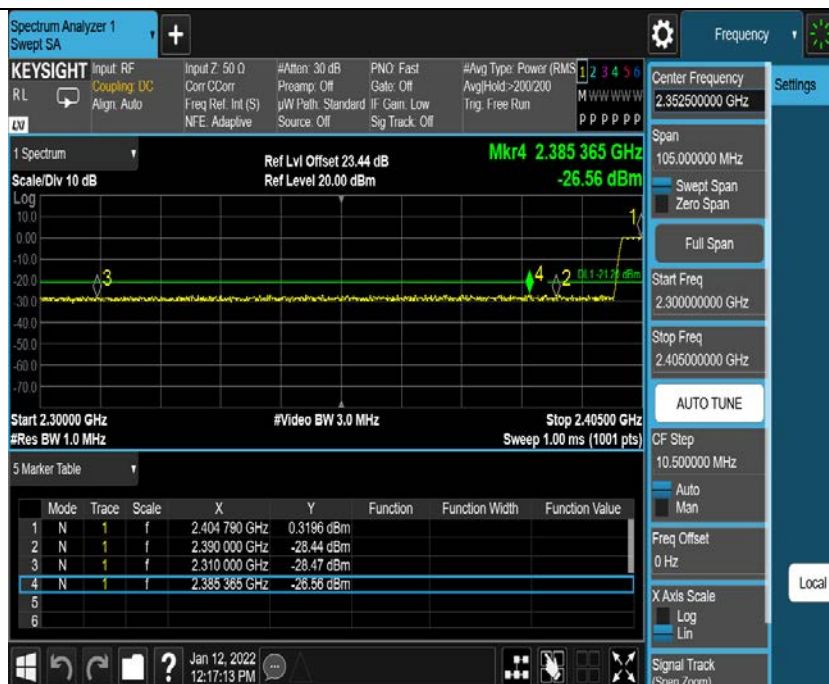 Spectrum Analyzer 1
Swept SA
Frequency
KEYSIGHT
RL
Input: RF
Coupling: DC
Align: Auto
Input Z: 50 Ω
Corr CCorr
Freq Ref: Int (S)
NFE: Adaptive
#Atten: 30 dB
Preamp: Off
µW Path: Standard
Source: Off
PNO: Fast
Gate: Off
IF Gain: Low
Sig Track: Off
#Avg Type: Power (RMS
Avg|Hold:>200/200
Trig: Free Run
1 2 3 4 5 6
M W W W W W
P P P P P P
1 Spectrum
Scale/Div 10 dB
Ref Lvl Offset 23.44 dB
Ref Level 20.00 dBm
Mkr4 2.385 365 GHz
-26.56 dBm
Log
10.0
0.00
-10.0
-20.0
-30.0
-40.0
-50.0
-60.0
-70.0
1
3
4
2
DL1 -21.20 dBm
Start 2.30000 GHz
#Video BW 3.0 MHz
Stop 2.40500 GHz
#Res BW 1.0 MHz
Sweep 1.00 ms (1001 pts)
5 Marker Table
Mode Trace Scale X Y Function Function Width Function Value
1 N 1 f 2.404 790 GHz 0.3196 dBm
2 N 1 f 2.390 000 GHz -28.44 dBm
3 N 1 f 2.310 000 GHz -28.47 dBm
4 N 1 f 2.385 365 GHz -26.56 dBm
5
6
Jan 12, 2022
12:17:13 PM
Center Frequency
2.352500000 GHz
Settings
Span
105.000000 MHz
Swept Span
Zero Span
Full Span
Start Freq
2.300000000 GHz
Stop Freq
2.405000000 GHz
AUTO TUNE
CF Step
10.500000 MHz
Auto
Man
Freq Offset
0 Hz
Local
X Axis Scale
Log
Lin
Signal Track
(Span Zoom)